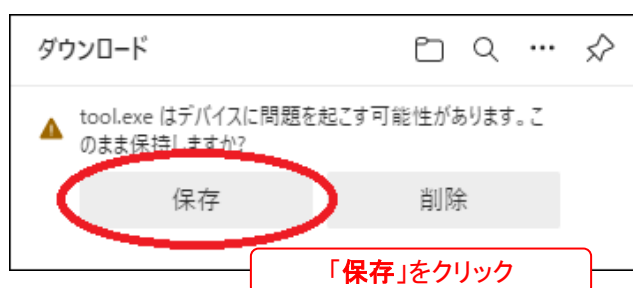 ダウンロード
tool.exe はデバイスに問題を起こす可能性があります。こ
のまま保持しますか?
保存
削除
「保存」をクリック